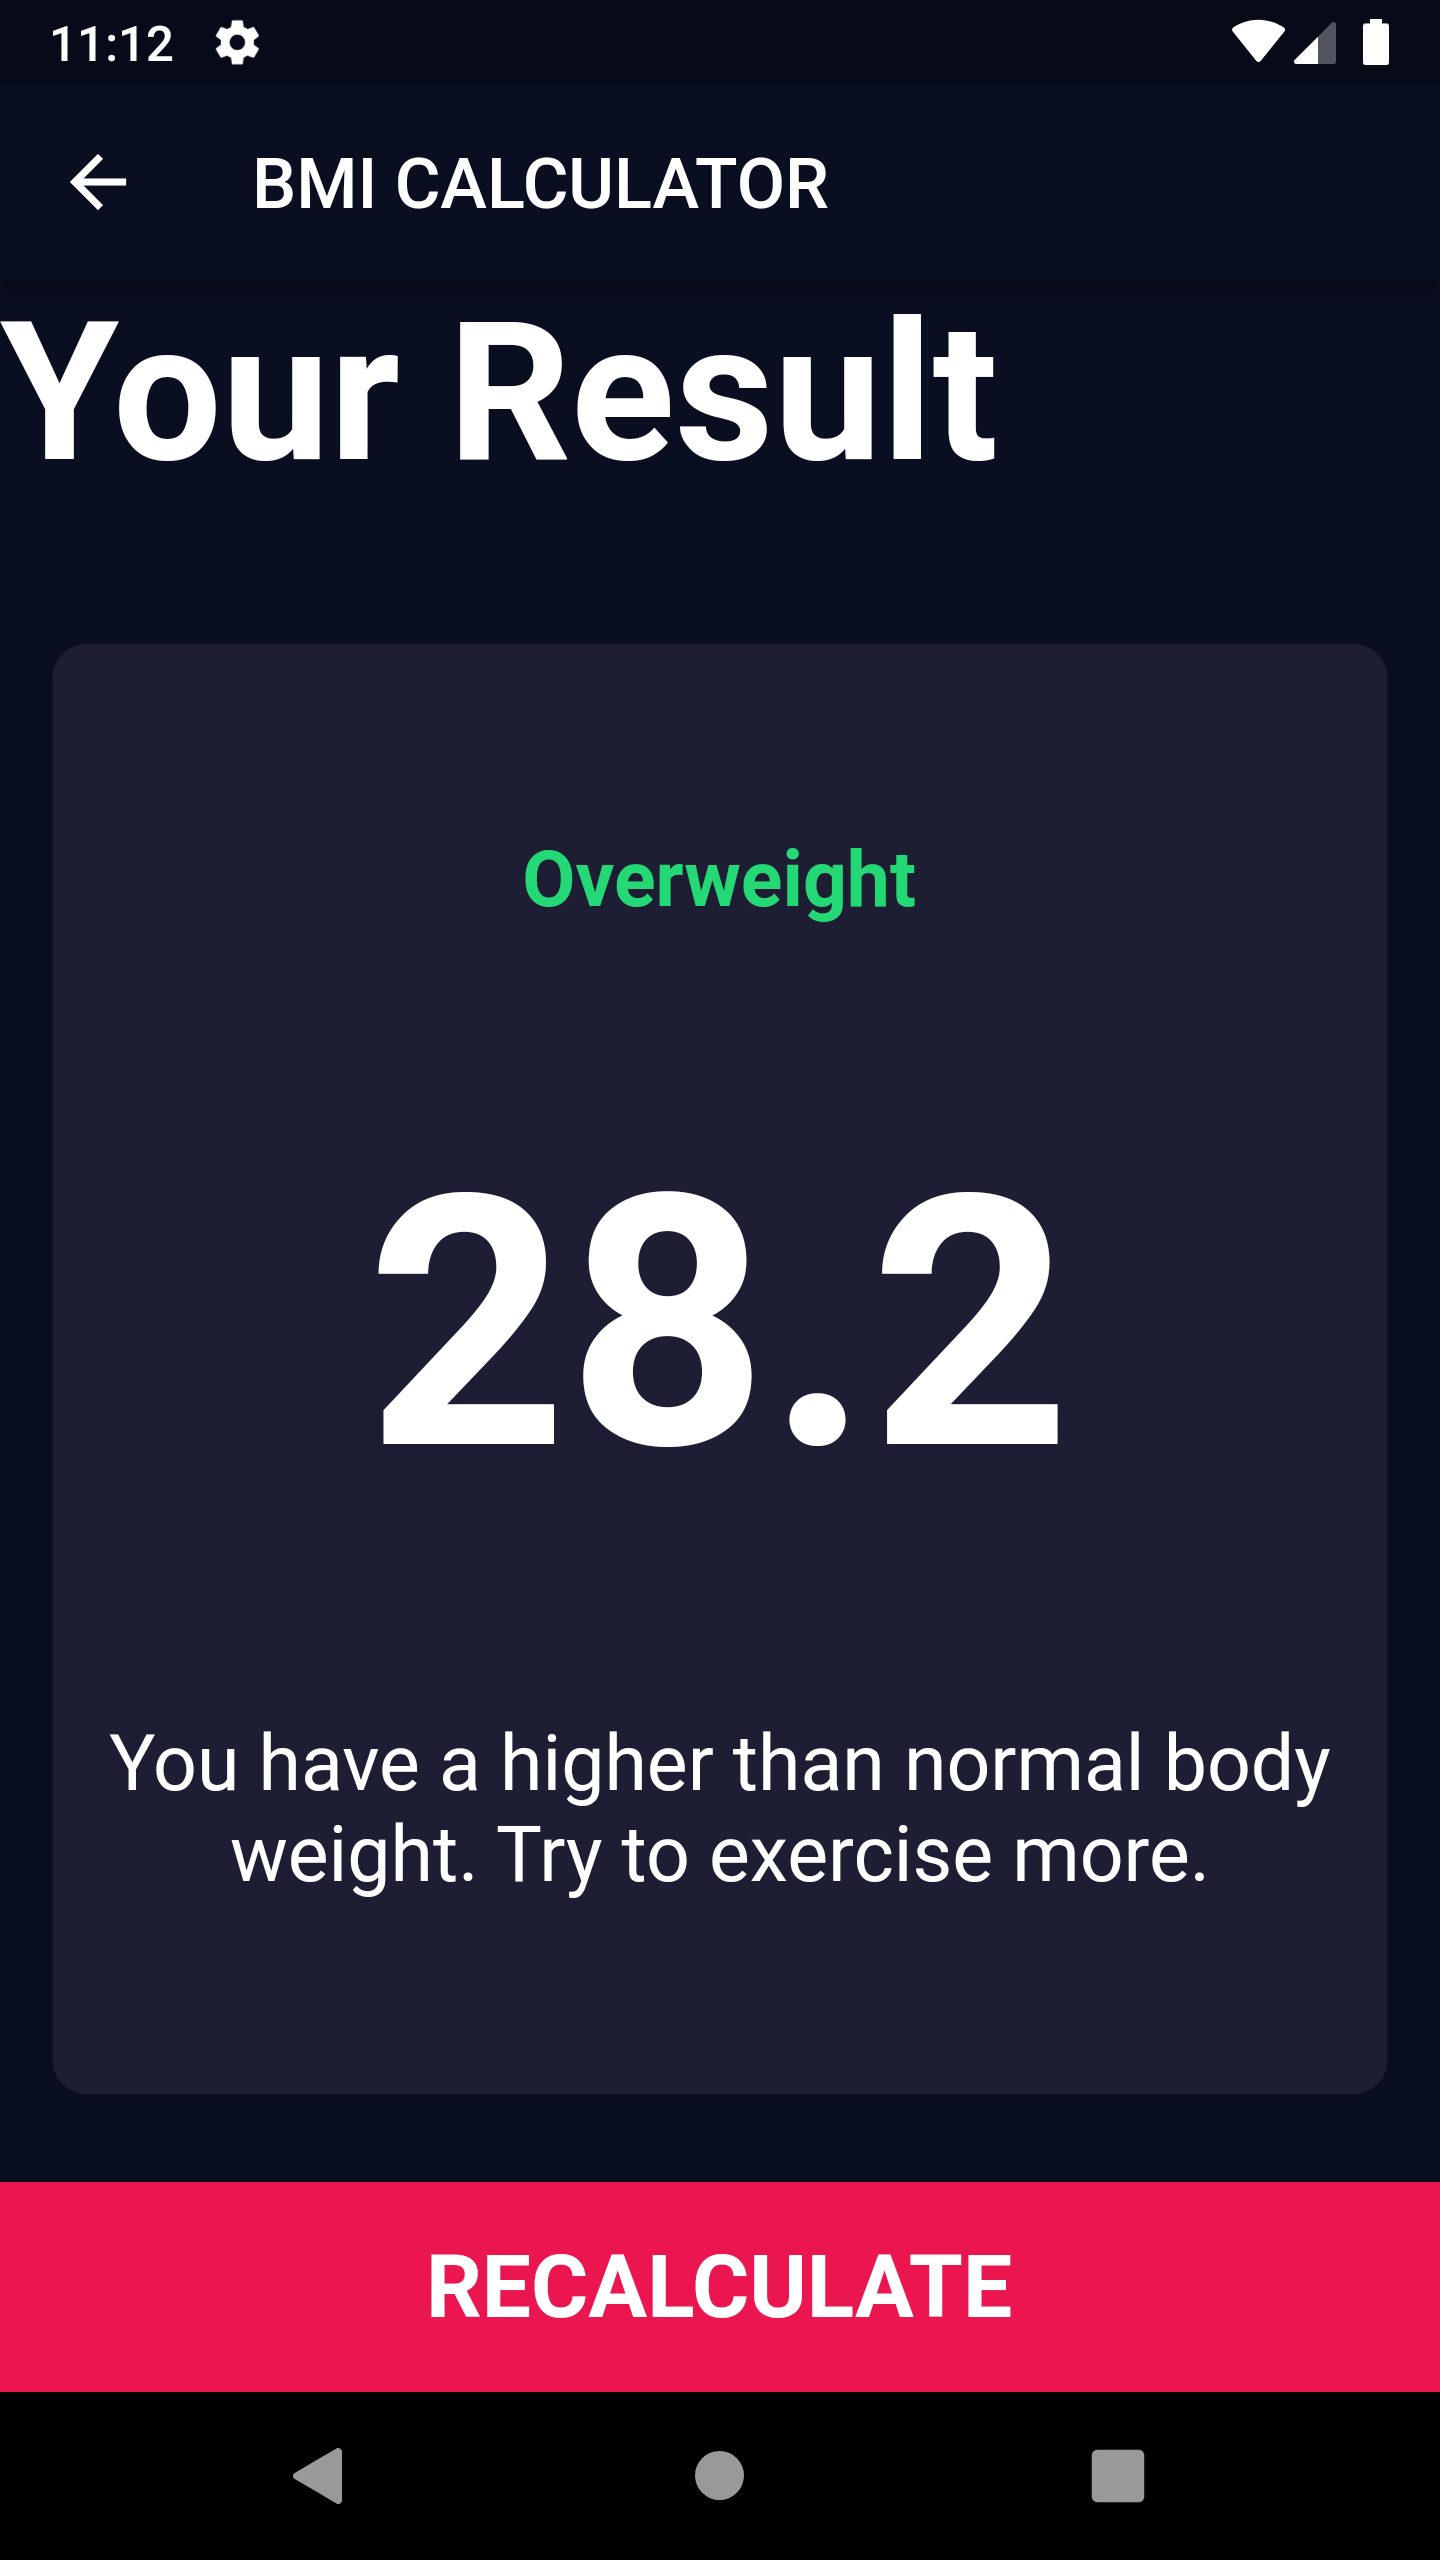 11:12
BMI CALCULATOR
Your Result
Overweight
28.2
You have a higher than normal body
weight. Try to exercise more.
RECALCULATE